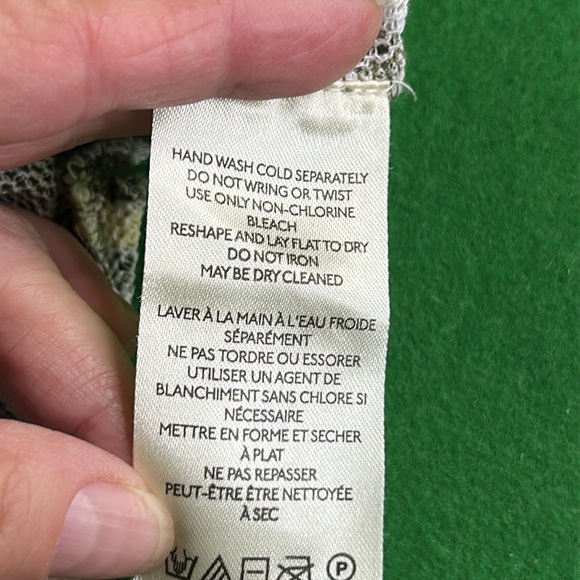 HAND WASH COLD SEPARATELY
DO NOT WRING OR TWIST
USE ONLY NON-CHLORINE
BLEACH
RESHAPE AND LAY FLAT TO DRY
DO NOT IRON
MAY BE DRY CLEANED
LAVER À LA MAIN À L'EAU FROIDE
SÉPARÉMENT
NE PAS TORDRE OU ESSORER
UTILISER UN AGENT DE
BLANCHIMENT SANS CHLORE SI
NÉCESSAIRE
METTRE EN FORME ET SECHER
À PLAT
NE PAS REPASSER
PEUT-ÊTRE ÊTRE NETTOYÉE
À SEC
P